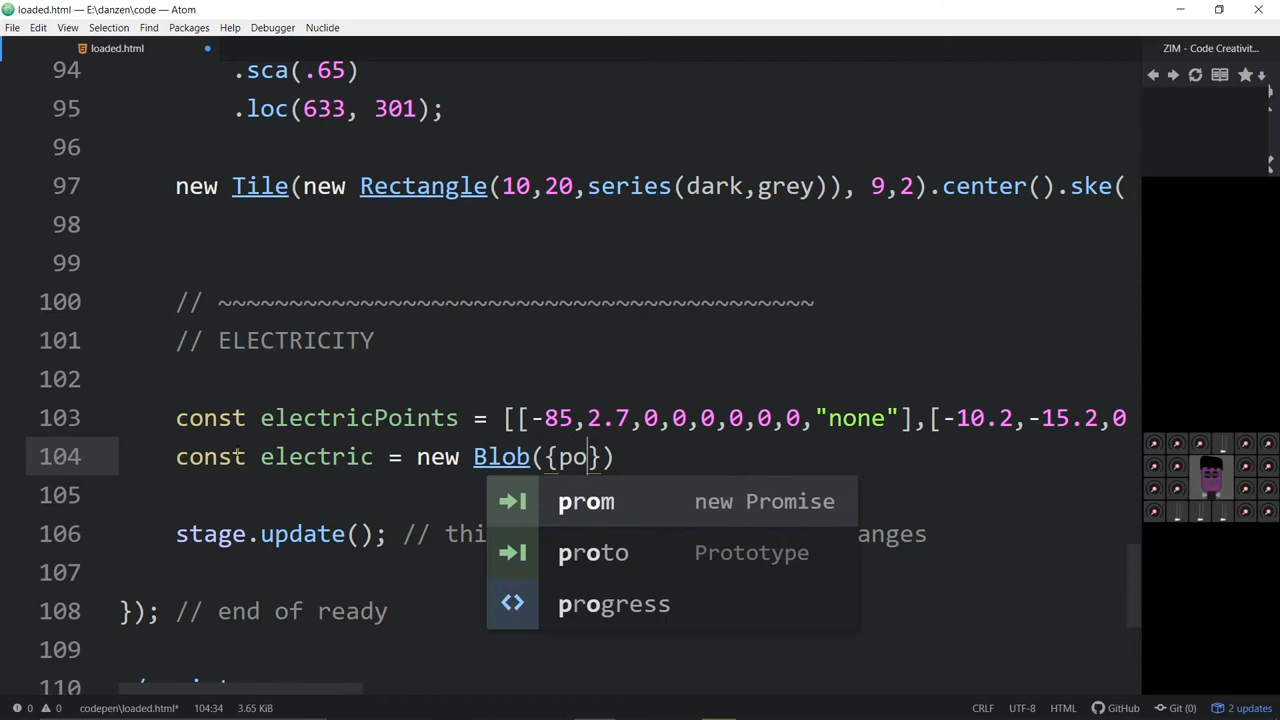 loaded.html — E:\danzen\code — Atom
File Edit View Selection Find Packages Help Debugger Nuclide
loaded.html
ZIM - Code Creativit...
94 .sca(.65)
95 .loc(633, 301);
96
97 new Tile(new Rectangle(10,20,series(dark,grey)), 9,2).center().ske(
98
99
100 // ~~~~~~~~~~~~~~~~~~~~~~~~~~~~~~~~~~~~~~~~~~
101 // ELECTRICITY
102
103 const electricPoints = [[-85,2.7,0,0,0,0,0,0,"none"],[-10.2,-15.2,0
104 const electric = new Blob({po})
prom new Promise
105
106 stage.update(); // thi anges
proto Prototype
107
progress
108 }); // end of ready
109
110
0 0 codepen\loaded.html* 104:34 3.65 KiB CRLF UTF-8 HTML GitHub Git (0) 2 updates